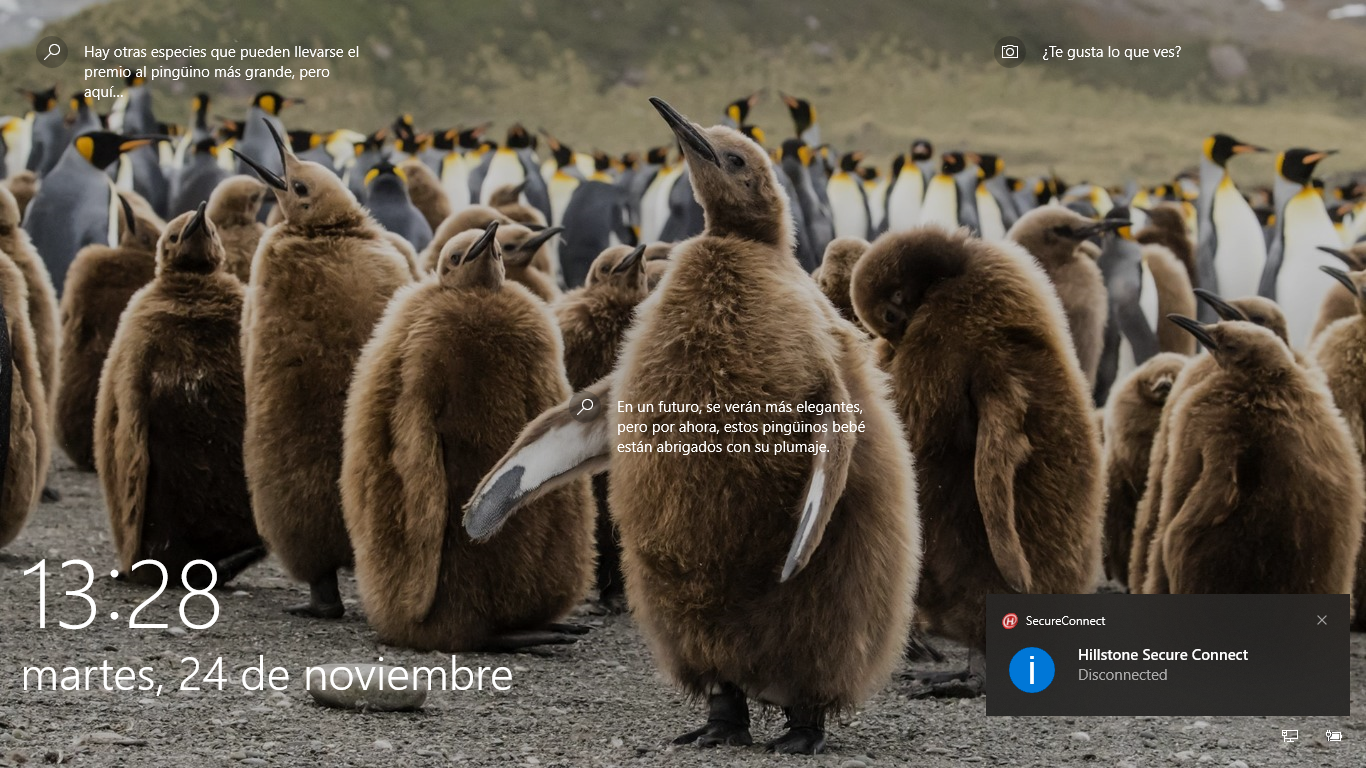 Hay otras especies que pueden llevarse el
premio al pingüino más grande, pero
aquí...
¿Te gusta lo que ves?
En un futuro, se verán más elegantes,
pero por ahora, estos pingüinos bebé
están abrigados con su plumaje.
13:28
martes, 24 de noviembre
SecureConnect
Hillstone Secure Connect
Disconnected